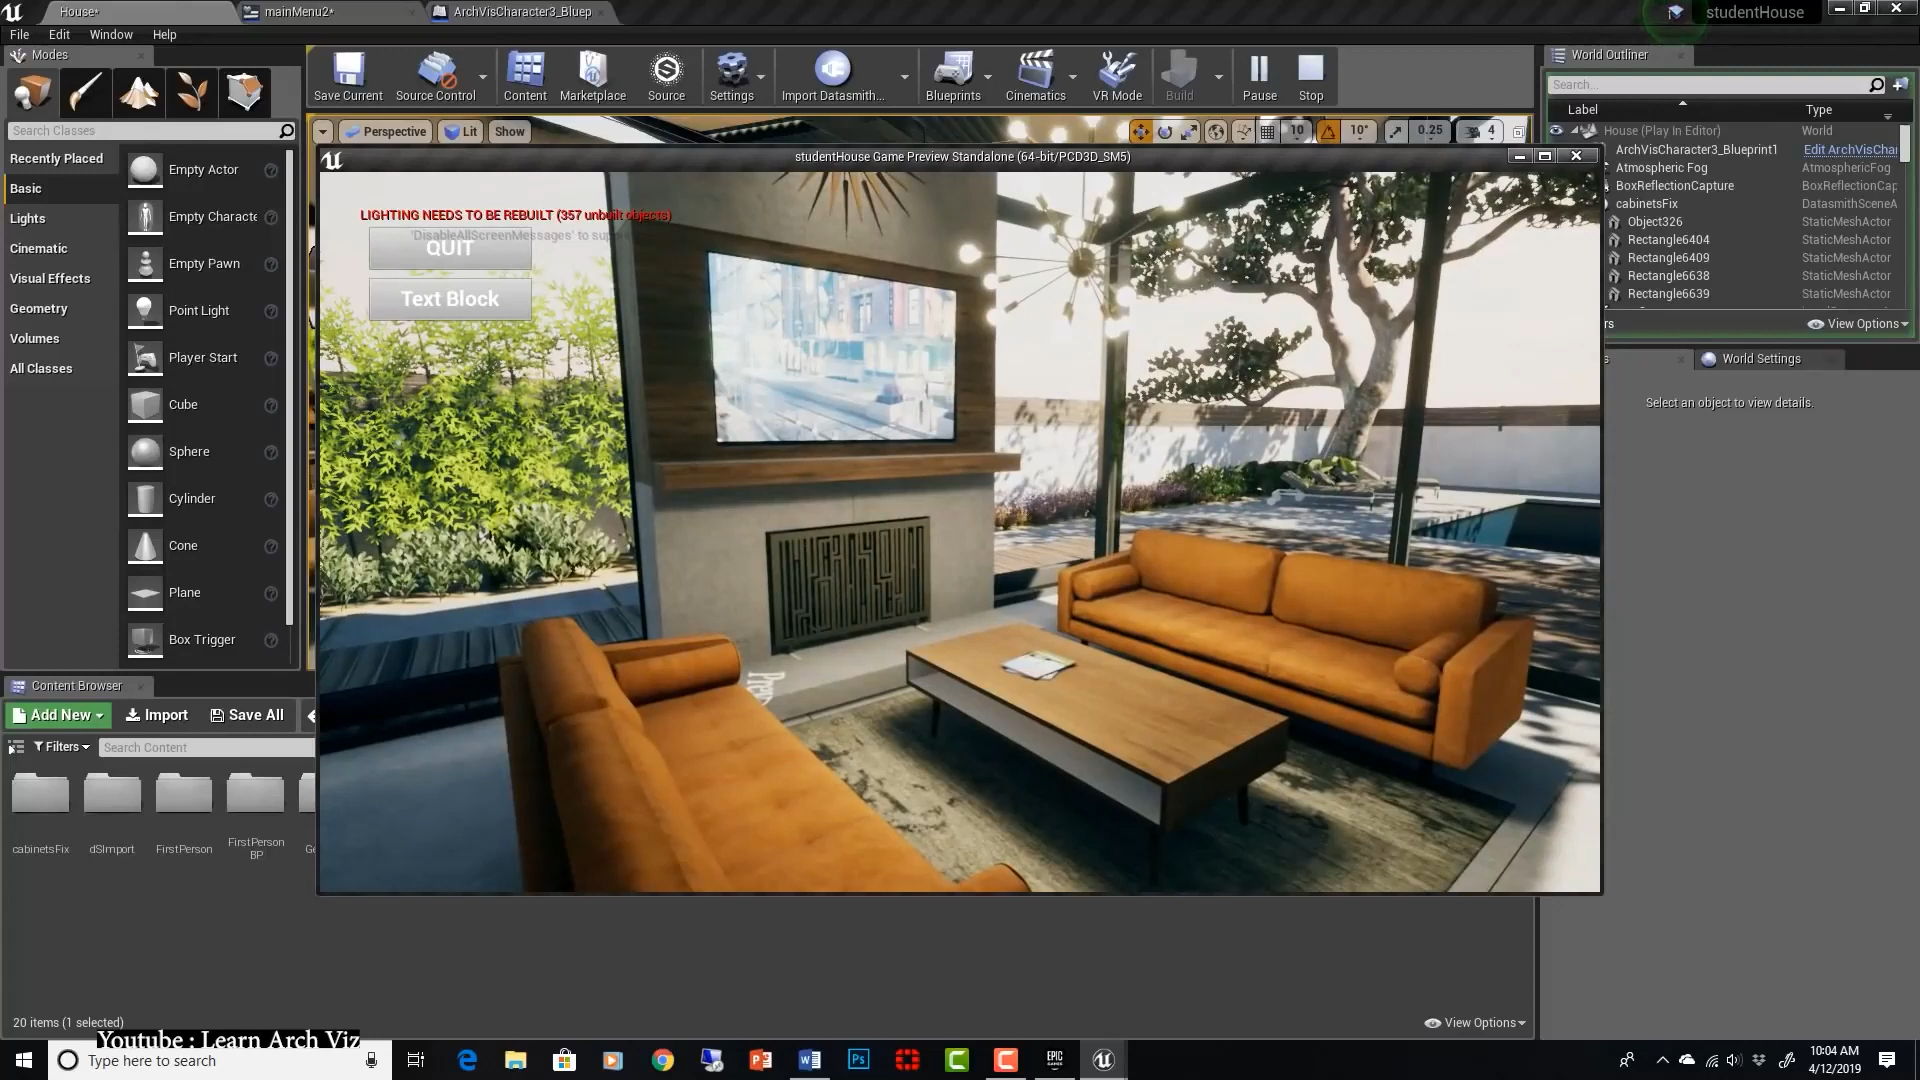 House*
mainMenu2*
ArchVisCharacter3_Bluep
studentHouse
File Edit Window Help
Modes
Save Current
Source Control
Content
Marketplace
Source
Settings
Import Datasmith...
Blueprints
Cinematics
VR Mode
Build
Pause
Stop
World Outliner
Search...
Label Type
House (Play In Editor) World
ArchVisCharacter3_Blueprint1 Edit ArchVisChar
Atmospheric Fog AtmosphericFog
BoxReflectionCapture BoxReflectionCap
cabinetsFix DatasmithSceneA
Object326 StaticMeshActor
Rectangle6404 StaticMeshActor
Rectangle6409 StaticMeshActor
Rectangle6638 StaticMeshActor
Rectangle6639 StaticMeshActor
rs View Options
World Settings
Select an object to view details.
Search Classes
Recently Placed
Basic
Lights
Cinematic
Visual Effects
Geometry
Volumes
All Classes
Empty Actor
Empty Characte
Empty Pawn
Point Light
Player Start
Cube
Sphere
Cylinder
Cone
Plane
Box Trigger
Perspective Lit Show
10 10° 0.25 4
studentHouse Game Preview Standalone (64-bit/PCD3D_SM5)
LIGHTING NEEDS TO BE REBUILT (357 unbuilt objects)
'DisableAllScreenMessages' to supp
QUIT
Text Block
Content Browser
Add New Import Save All
Filters Search Content
cabinetsFix
dSImport
FirstPerson
FirstPerson
BP
20 items (1 selected)
View Options
Youtube : Learn Arch Viz
Type here to search
EPIC
GAMES
10:04 AM
4/12/2019